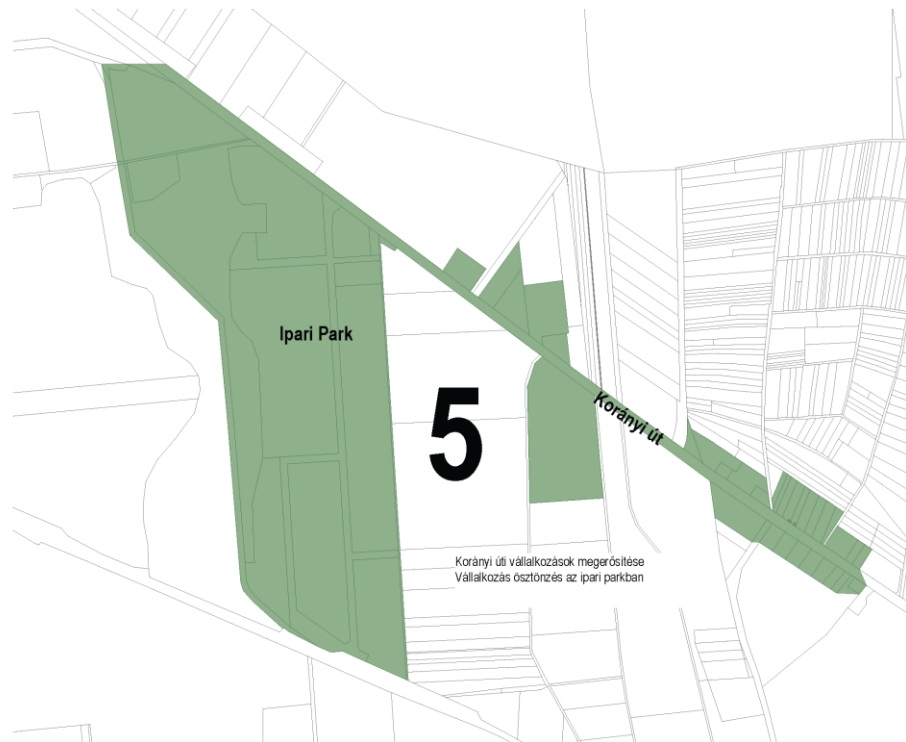 Ipari Park
5
Korányi út
Korányi úti vállalkozások megerősítése
Vállalkozás ösztönzés az ipari parkban